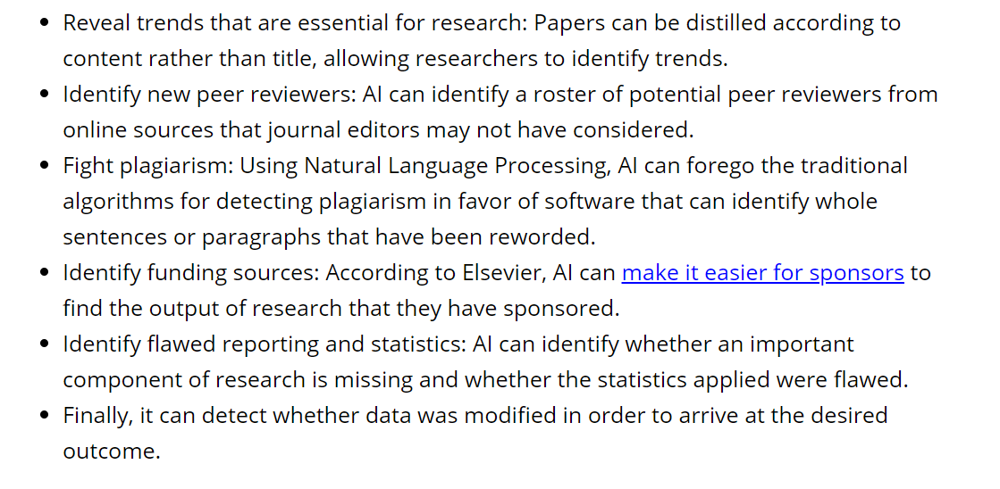 • Reveal trends that are essential for research: Papers can be distilled according to
content rather than title, allowing researchers to identify trends.
• Identify new peer reviewers: AI can identify a roster of potential peer reviewers from
online sources that journal editors may not have considered.
• Fight plagiarism: Using Natural Language Processing, AI can forego the traditional
algorithms for detecting plagiarism in favor of software that can identify whole
sentences or paragraphs that have been reworded.
• Identify funding sources: According to Elsevier, AI can make it easier for sponsors to
find the output of research that they have sponsored.
• Identify flawed reporting and statistics: AI can identify whether an important
component of research is missing and whether the statistics applied were flawed.
• Finally, it can detect whether data was modified in order to arrive at the desired
outcome.